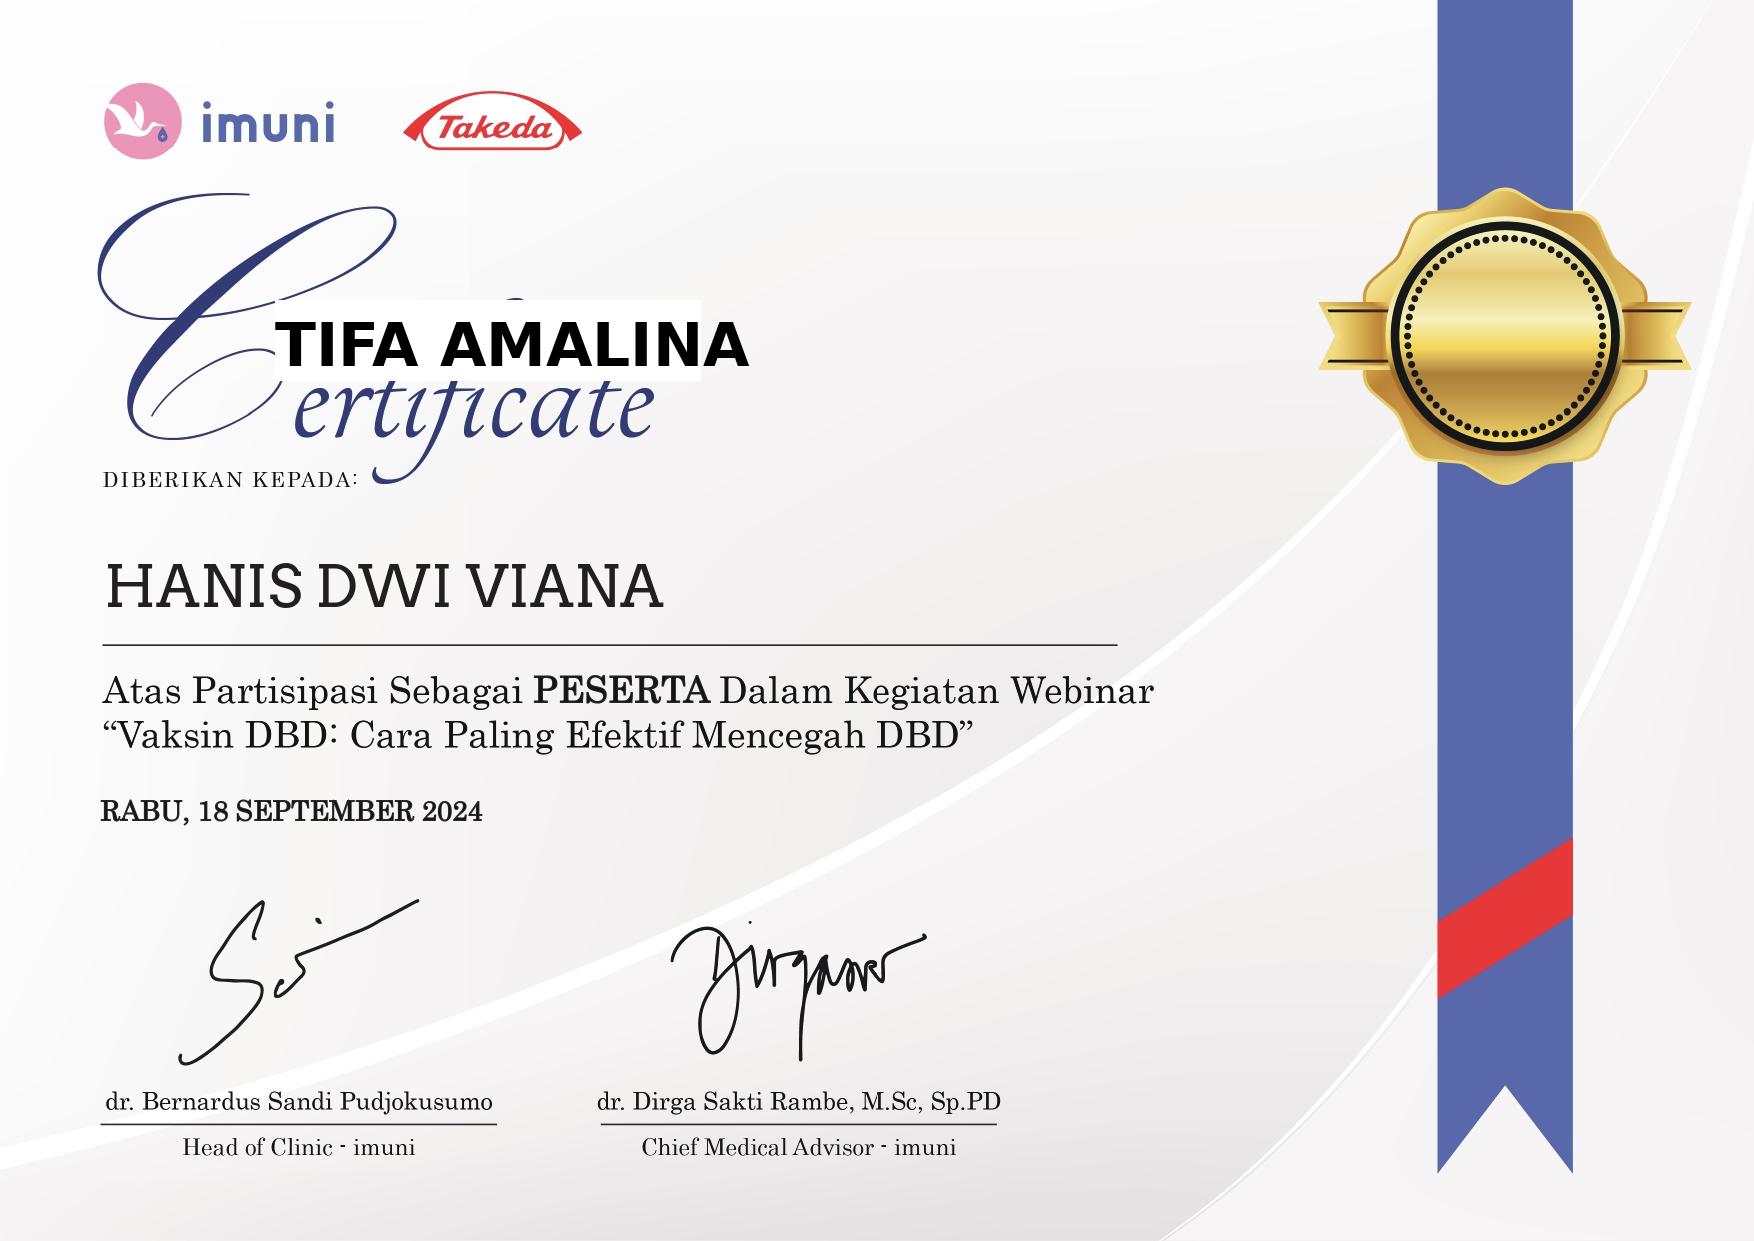 imuni
Takeda
TIFA AMALINA
Certificate
DIBERIKAN KEPADA:
HANIS DWI VIANA
Atas Partisipasi Sebagai PESERTA Dalam Kegiatan Webinar
“Vaksin DBD: Cara Paling Efektif Mencegah DBD”
RABU, 18 SEPTEMBER 2024
dr. Bernardus Sandi Pudjokusumo
Head of Clinic - imuni
dr. Dirga Sakti Rambe, M.Sc, Sp.PD
Chief Medical Advisor - imuni